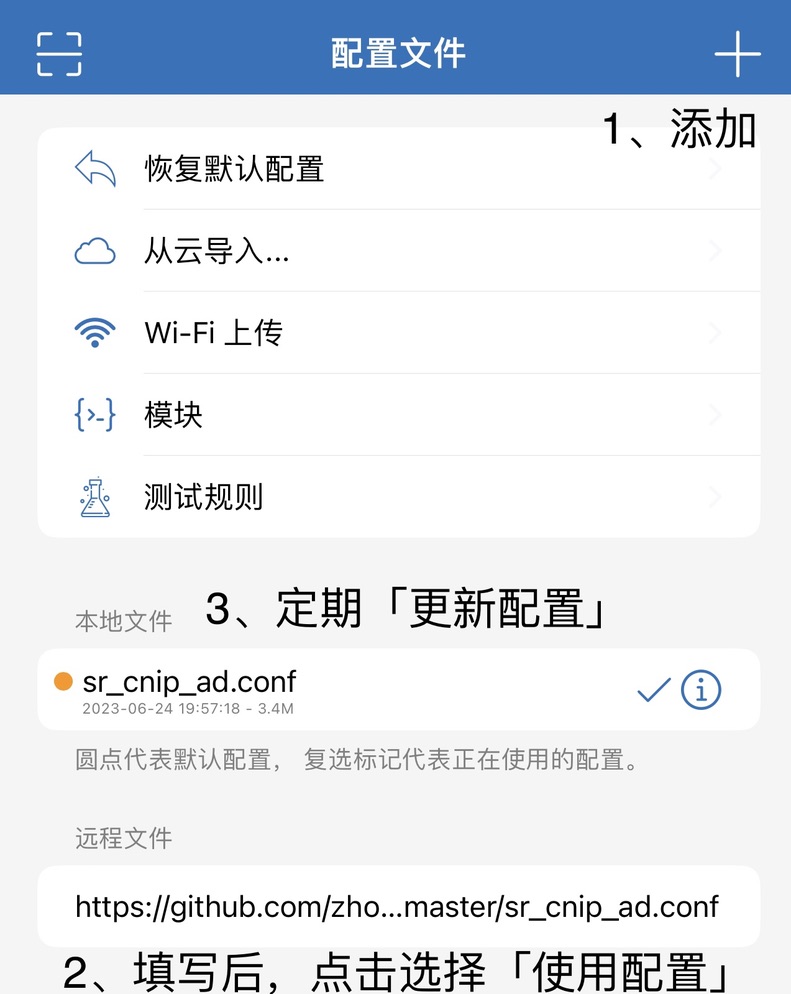 配置文件
1、添加
恢复默认配置
从云导入...
Wi-Fi 上传
模块
测试规则
本地文件
3、定期「更新配置」
sr_cnip_ad.conf
2023-06-24 19:57:18 - 3.4M
圆点代表默认配置， 复选标记代表正在使用的配置。
远程文件
https://github.com/zho...master/sr_cnip_ad.conf
2、填写后，点击选择「使用配置」